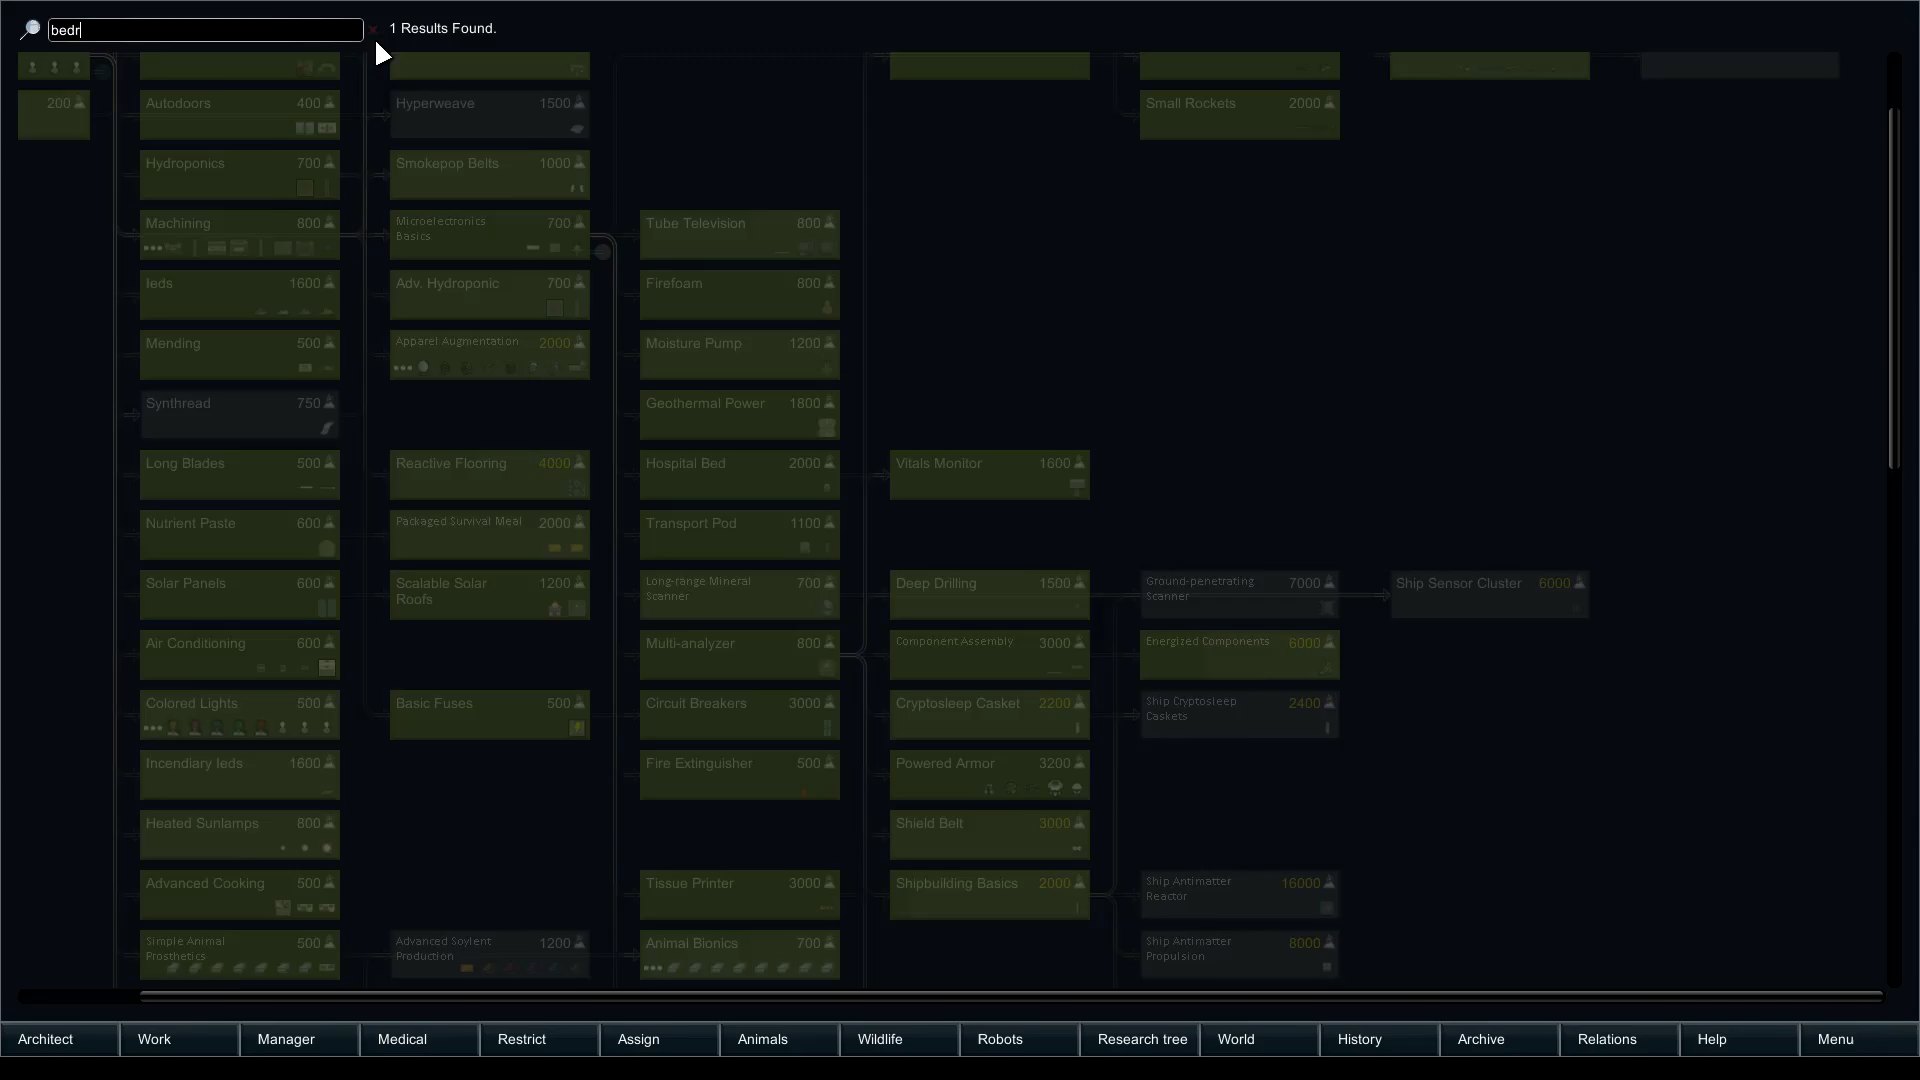 bedr
1 Results Found.
200
Autodoors 400
Hyperweave 1500
Small Rockets 2000
Hydroponics 700
Smokepop Belts 1000
Machining 800
Microelectronics Basics 700
Tube Television 800
Ieds 1600
Adv. Hydroponic 700
Firefoam 800
Mending 500
Apparel Augmentation 2000
Moisture Pump 1200
Synthread 750
Geothermal Power 1800
Long Blades 500
Reactive Flooring 4000
Hospital Bed 2000
Vitals Monitor 1600
Nutrient Paste 600
Packaged Survival Meal 2000
Transport Pod 1100
Solar Panels 600
Scalable Solar Roofs 1200
Long-range Mineral Scanner 700
Deep Drilling 1500
Ground-penetrating Scanner 7000
Ship Sensor Cluster 6000
Air Conditioning 600
Multi-analyzer 800
Component Assembly 3000
Energized Components 6000
Colored Lights 500
Basic Fuses 500
Circuit Breakers 3000
Cryptosleep Casket 2200
Ship Cryptosleep Caskets 2400
Incendiary Ieds 1600
Fire Extinguisher 500
Powered Armor 3200
Heated Sunlamps 800
Shield Belt 3000
Advanced Cooking 500
Tissue Printer 3000
Shipbuilding Basics 2000
Ship Antimatter Reactor 16000
Simple Animal Prosthetics 500
Advanced Soylent Production 1200
Animal Bionics 700
Ship Antimatter Propulsion 8000
Architect Work Manager Medical Restrict Assign Animals Wildlife Robots Research tree World History Archive Relations Help Menu